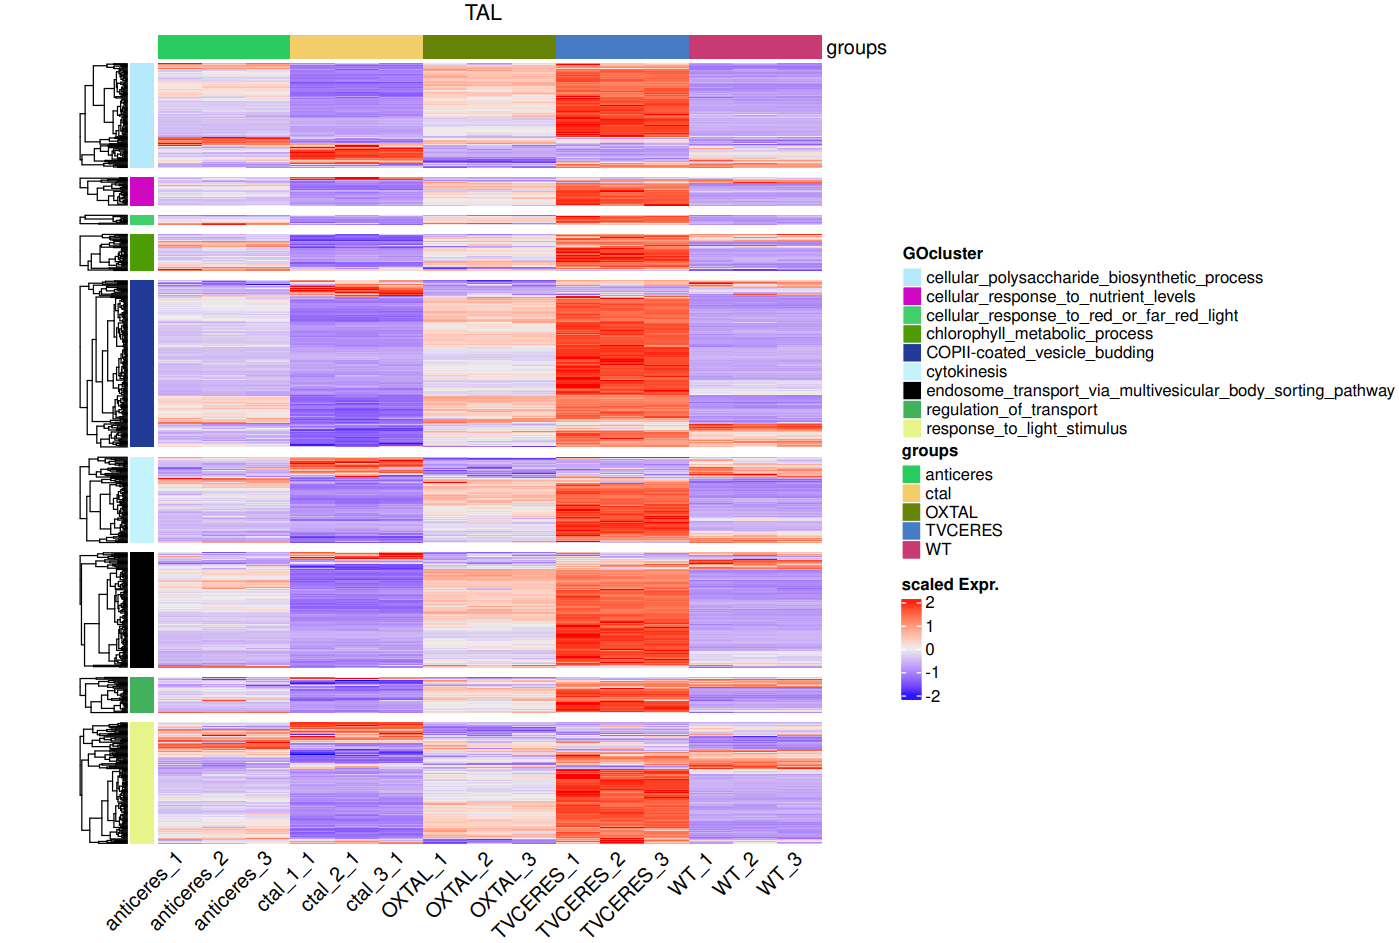 TAL
groups
GOcluster
cellular_polysaccharide_biosynthetic_process
cellular_response_to_nutrient_levels
cellular_response_to_red_or_far_red_light
chlorophyll_metabolic_process
COPII-coated_vesicle_budding
cytokinesis
endosome_transport_via_multivesicular_body_sorting_pathway
regulation_of_transport
response_to_light_stimulus
groups
anticeres
ctal
OXTAL
TVCERES
WT
scaled Expr.
2
1
0
-1
-2
anticeres_1
anticeres_2
anticeres_3
ctal_1_1
ctal_2_1
ctal_3_1
OXTAL_1
OXTAL_2
OXTAL_3
TVCERES_1
TVCERES_2
TVCERES_3
WT_1
WT_2
WT_3